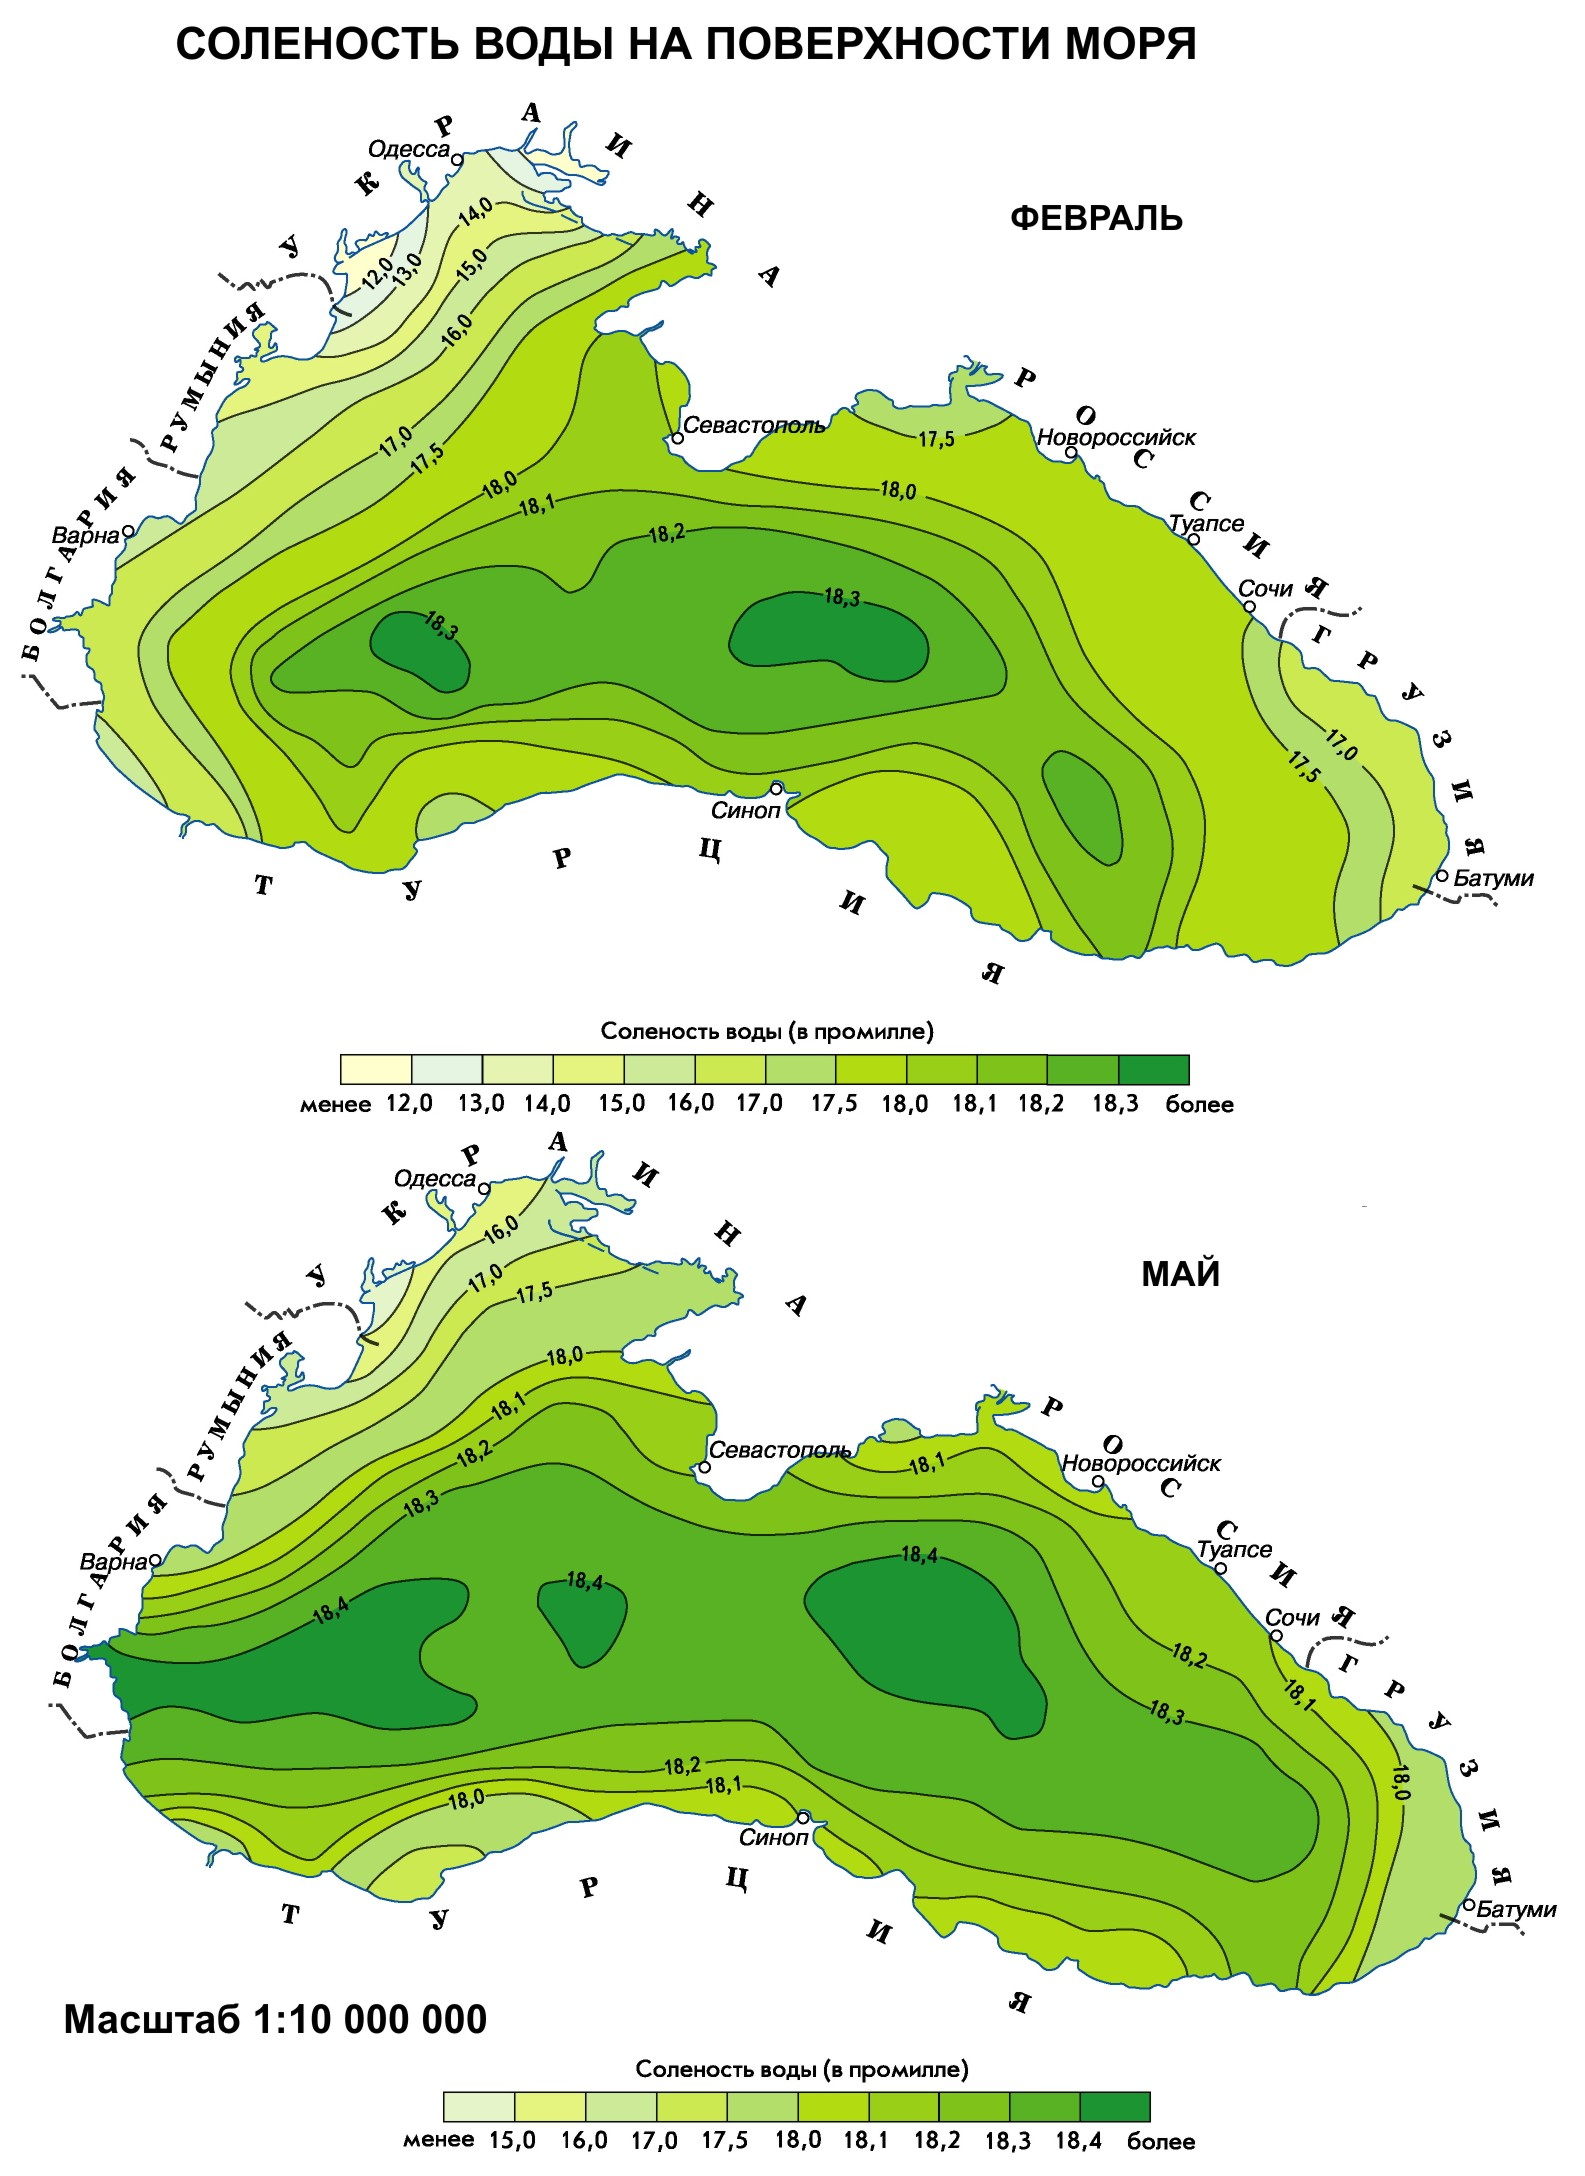 СОЛЕНОСТЬ ВОДЫ НА ПОВЕРХНОСТИ МОРЯ
ФЕВРАЛЬ
УКРАИНА
РУМЫНИЯ
БОЛГАРИЯ
ТУРЦИЯ
РОССИЯ
ГРУЗИЯ
Одесса
Варна
Севастополь
Новороссийск
Туапсе
Сочи
Батуми
Синоп
12,0
13,0
14,0
15,0
16,0
17,0
17,5
18,0
18,1
18,2
18,3
18,3
17,5
18,0
17,0
17,5
Соленость воды (в промилле)
менее 12,0 13,0 14,0 15,0 16,0 17,0 17,5 18,0 18,1 18,2 18,3 более
МАЙ
УКРАИНА
РУМЫНИЯ
БОЛГАРИЯ
ТУРЦИЯ
РОССИЯ
ГРУЗИЯ
Одесса
Варна
Севастополь
Новороссийск
Туапсе
Сочи
Батуми
Синоп
16,0
17,0
17,5
18,0
18,1
18,2
18,3
18,4
18,4
18,4
18,1
18,2
18,1
18,3
18,0
18,2
18,1
18,0
Масштаб 1:10 000 000
Соленость воды (в промилле)
менее 15,0 16,0 17,0 17,5 18,0 18,1 18,2 18,3 18,4 более